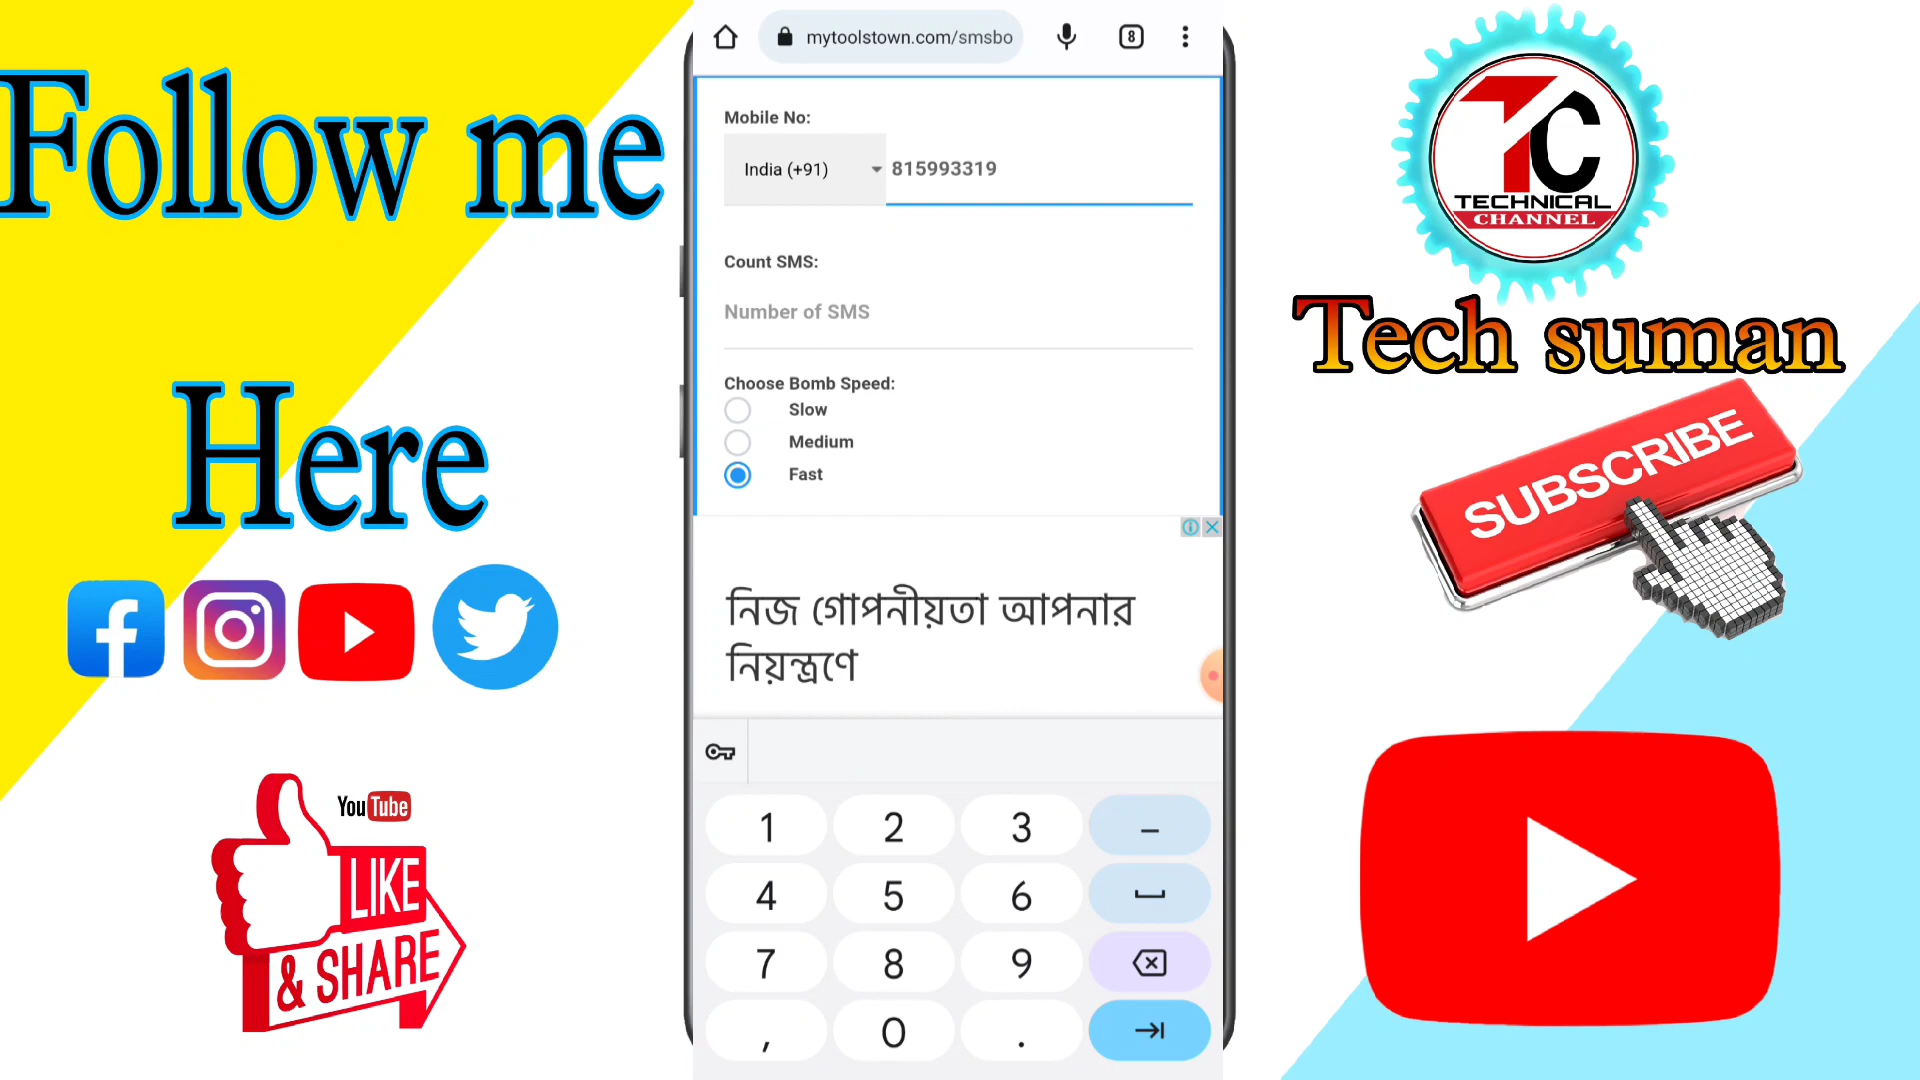 Follow me
Here
YouTube
LIKE
& SHARE
mytoolstown.com/smsbo
8
Mobile No:
India (+91)
815993319
Count SMS:
Number of SMS
Choose Bomb Speed:
Slow
Medium
Fast
নিজ গোপনীয়তা আপনার
নিয়ন্ত্রণে
1 2 3 –
4 5 6
7 8 9
, 0 .
TC
TECHNICAL
CHANNEL
Tech suman
SUBSCRIBE